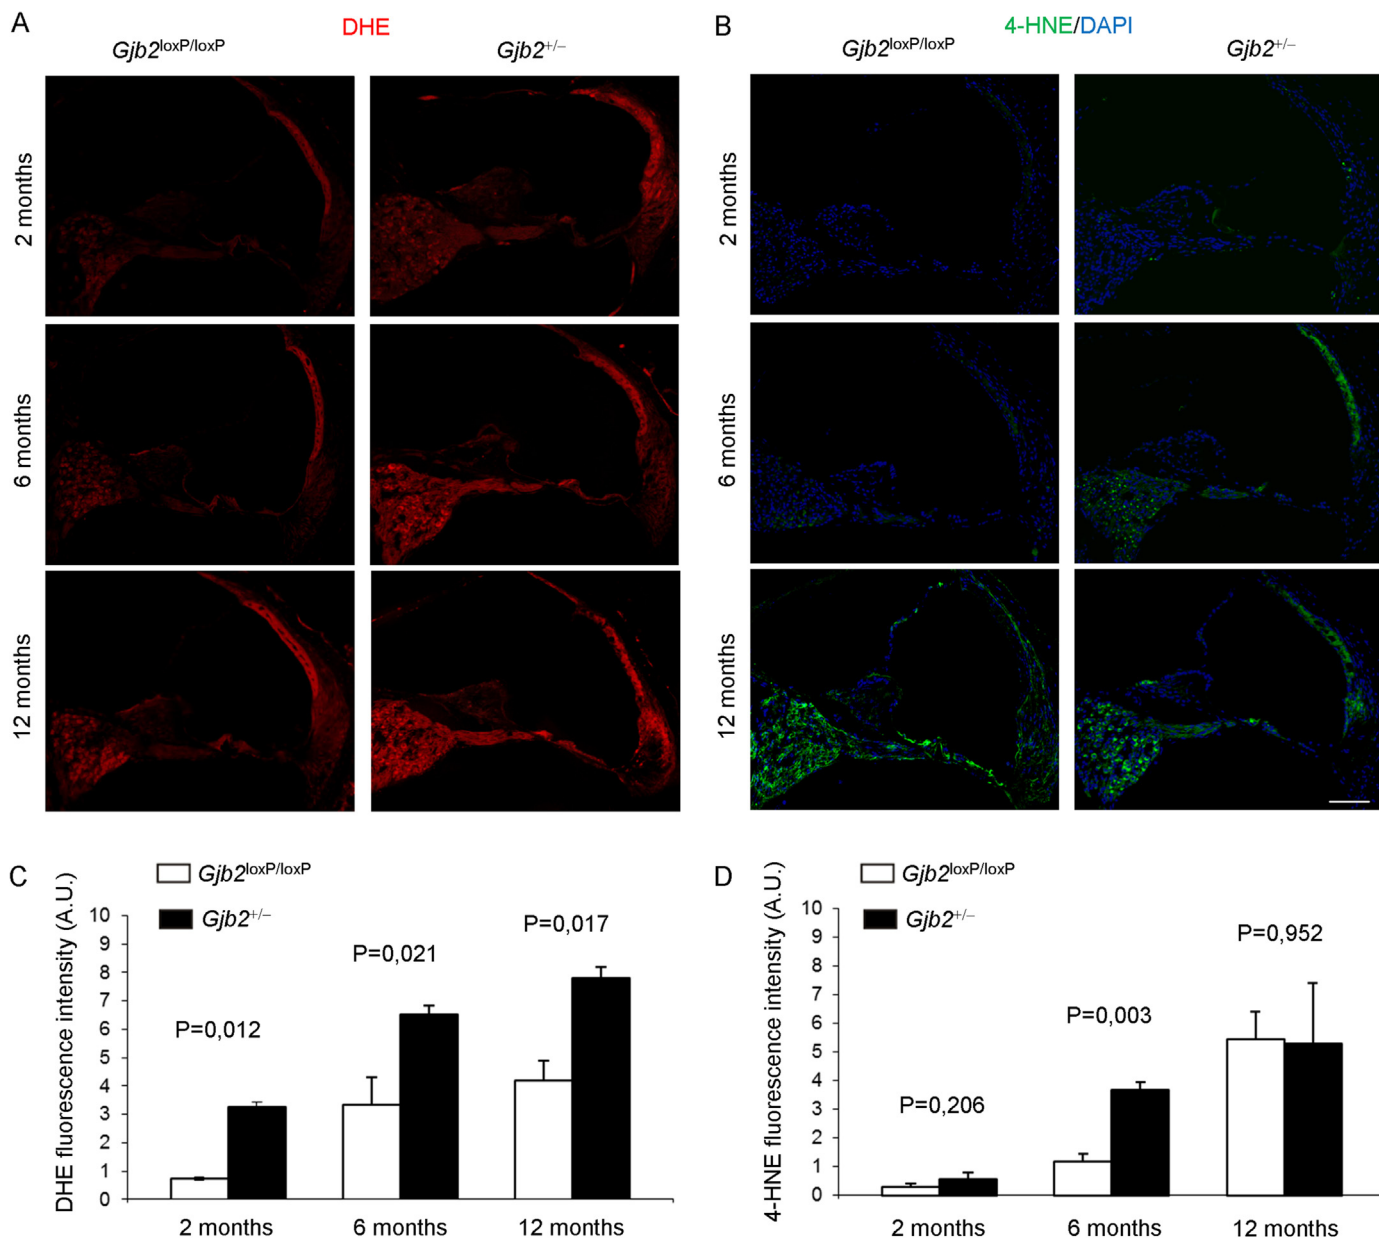 A
DHE
Gjb2loxP/loxP
Gjb2+/–
2 months
6 months
12 months
B
4-HNE/DAPI
Gjb2loxP/loxP
Gjb2+/–
2 months
6 months
12 months
C
Gjb2loxP/loxP
Gjb2+/–
DHE fluorescence intensity (A.U.)
10
9
8
7
6
5
4
3
2
1
0
P=0,012
P=0,021
P=0,017
2 months
6 months
12 months
D
Gjb2loxP/loxP
Gjb2+/–
4-HNE fluorescence intensity (A.U.)
10
9
8
7
6
5
4
3
2
1
0
P=0,206
P=0,003
P=0,952
2 months
6 months
12 months